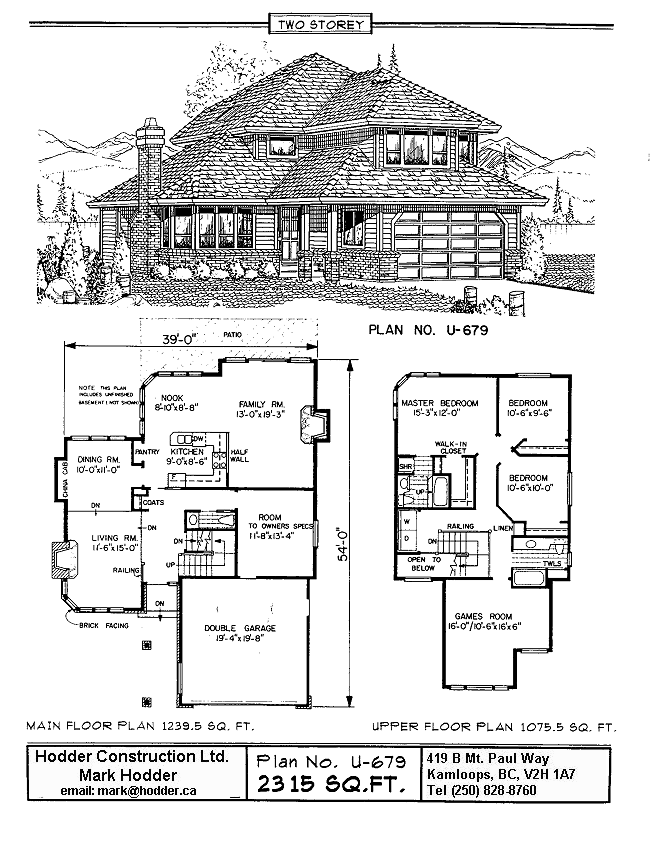 TWO STOREY
PLAN NO. U-679
39'-0"
PATIO
NOTE THIS PLAN
INCLUDES UNFINISHED
BASEMENT (NOT SHOWN)
NOOK
8'-10"x8'-8"
FAMILY RM.
13'-0"x19'-3"
DW
PANTRY
KITCHEN
9'-0"x8'-6"
HALF
WALL
DINING RM.
10'-0"x11'-0"
CHINA CAB
DN
COATS
DN
ROOM
TO OWNERS SPECS
11'-8"x13'-4"
LIVING RM.
11'-6"x15'-0"
DN
UP
RAILING
DN
BRICK FACING
DOUBLE GARAGE
19'-4"x19'-8"
54'-0"
MASTER BEDROOM
15'-3"x12'-0"
BEDROOM
10'-6"x9'-6"
WALK-IN
CLOSET
SHR
UP
BEDROOM
10'-6"x10'-0"
W
D
RAILING
LINEN
DN
OPEN TO
BELOW
TWLS
GAMES ROOM
16'-0"/10'-6"x16'x6"
MAIN FLOOR PLAN 1239.5 SQ. FT.
UPPER FLOOR PLAN 1075.5 SQ. FT.
Hodder Construction Ltd.
Mark Hodder
email: mark@hodder.ca
Plan No. U-679
2315 SQ.FT.
419 B Mt. Paul Way
Kamloops, BC, V2H 1A7
Tel (250) 828-8760